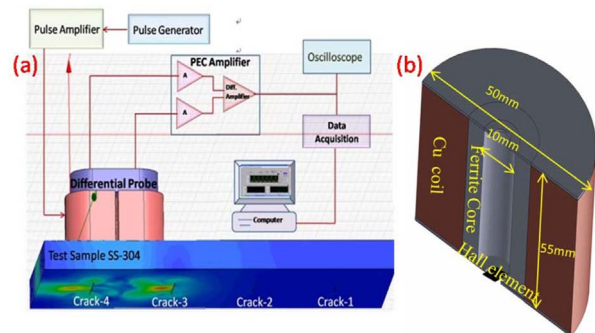 Pulse Amplifier
Pulse Generator
(a)
PEC Amplifier
A
A
Diff.
Amplifier
Oscilloscope
Data
Acquisition
Differential Probe
Computer
Test Sample SS-304
Crack-4
Crack-3
Crack-2
Crack-1
(b)
50mm
10mm
Cu coil
Ferrite Core
55mm
Hall element